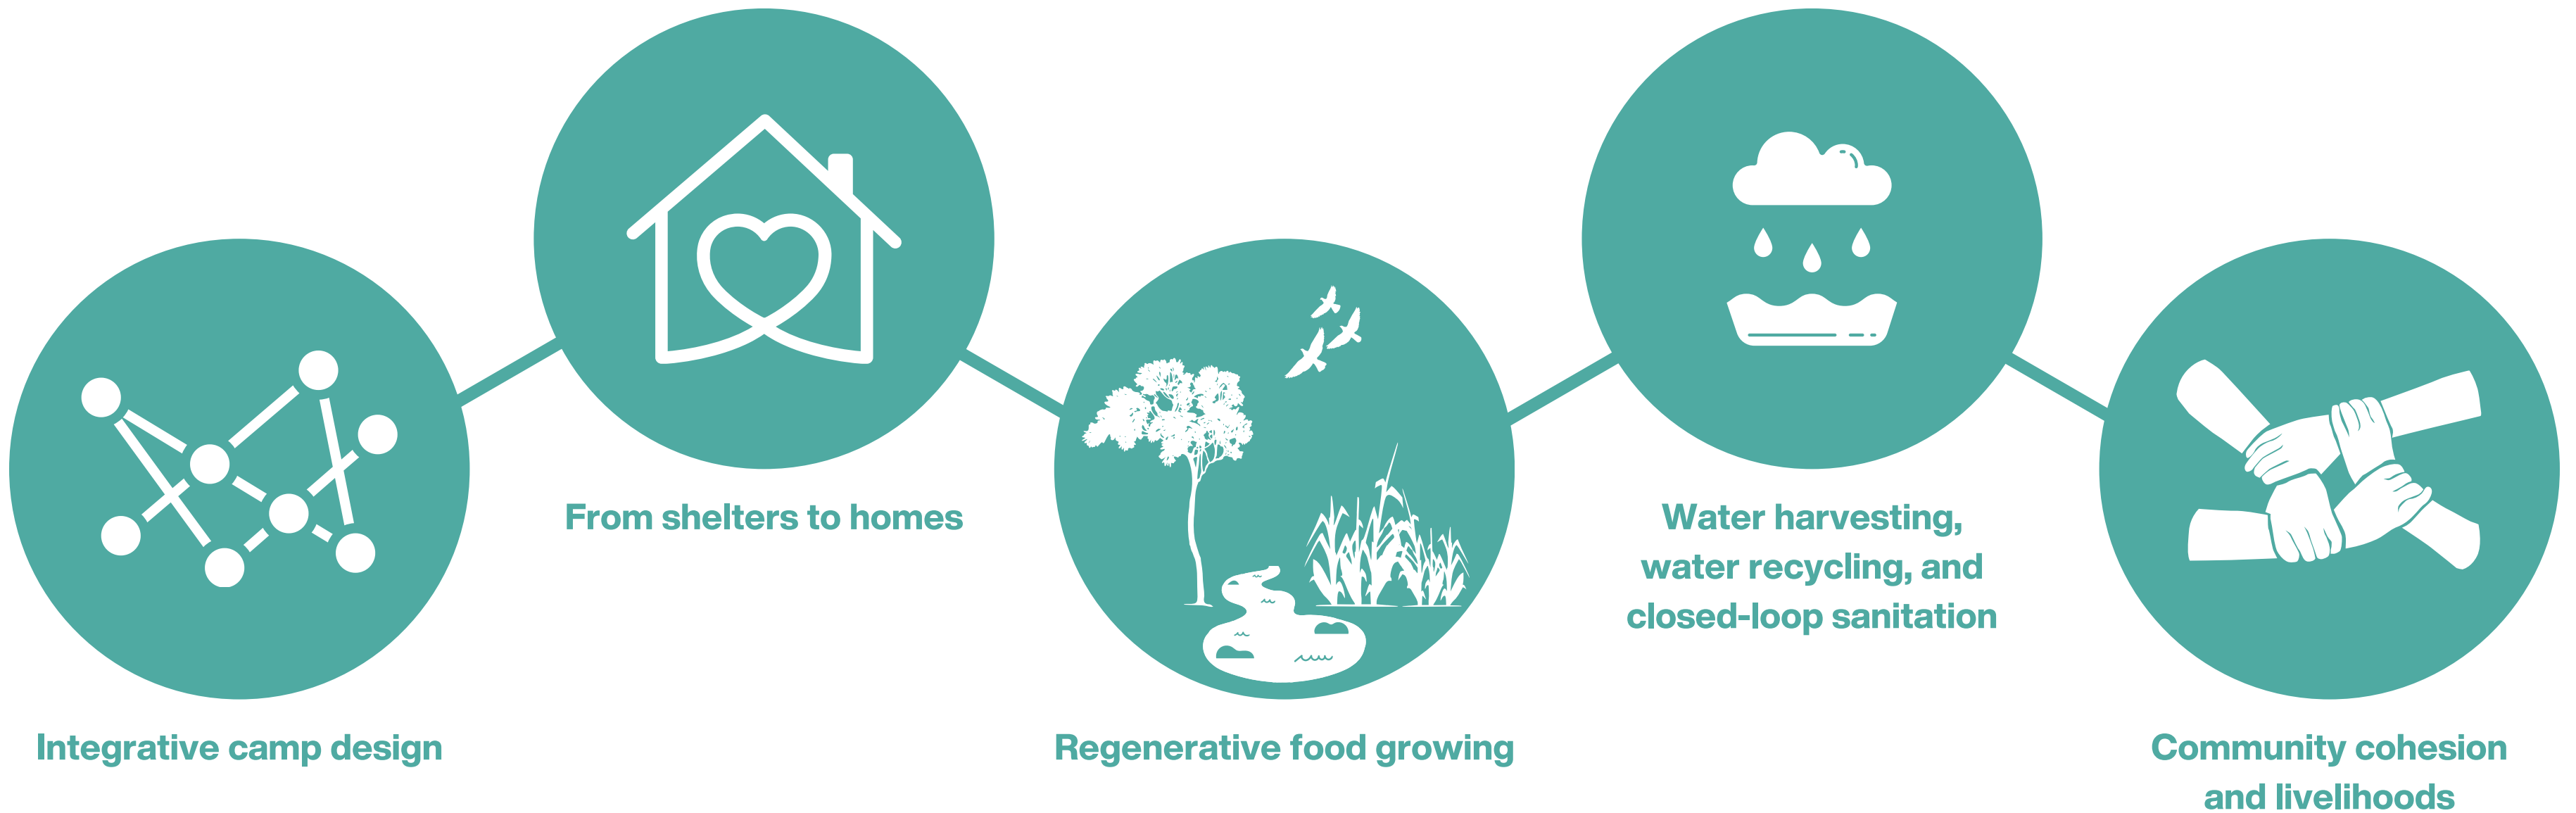 Integrative camp design
From shelters to homes
Regenerative food growing
Water harvesting,
water recycling, and
closed-loop sanitation
Community cohesion
and livelihoods